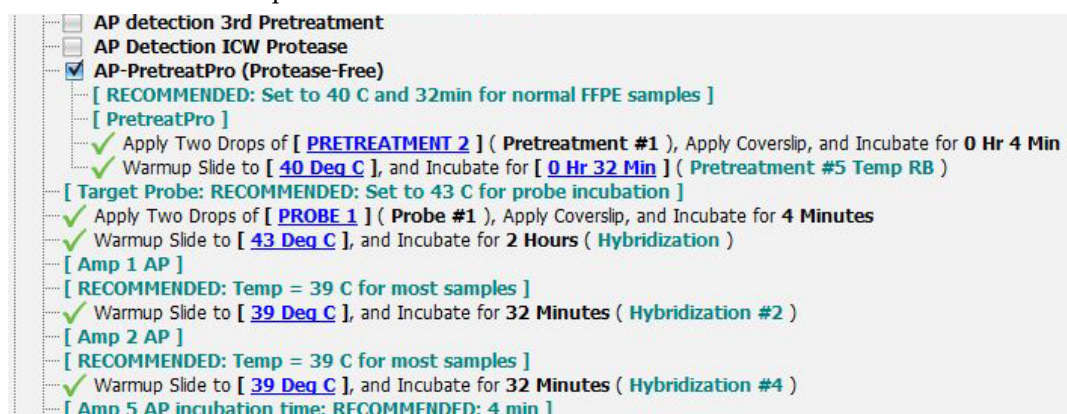 AP detection 3rd Pretreatment
AP Detection ICW Protease
AP-PretreatPro (Protease-Free)
[ RECOMMENDED: Set to 40 C and 32min for normal FFPE samples ]
[ PretreatPro ]
Apply Two Drops of [ PRETREATMENT 2 ] ( Pretreatment #1 ), Apply Coverslip, and Incubate for 0 Hr 4 Min
Warmup Slide to [ 40 Deg C ], and Incubate for [ 0 Hr 32 Min ] ( Pretreatment #5 Temp RB )
[ Target Probe: RECOMMENDED: Set to 43 C for probe incubation ]
Apply Two Drops of [ PROBE 1 ] ( Probe #1 ), Apply Coverslip, and Incubate for 4 Minutes
Warmup Slide to [ 43 Deg C ], and Incubate for 2 Hours ( Hybridization )
[ Amp 1 AP ]
[ RECOMMENDED: Temp = 39 C for most samples ]
Warmup Slide to [ 39 Deg C ], and Incubate for 32 Minutes ( Hybridization #2 )
[ Amp 2 AP ]
[ RECOMMENDED: Temp = 39 C for most samples ]
Warmup Slide to [ 39 Deg C ], and Incubate for 32 Minutes ( Hybridization #4 )
[ Amp 5 AP incubation time: RECOMMENDED: 4 min ]